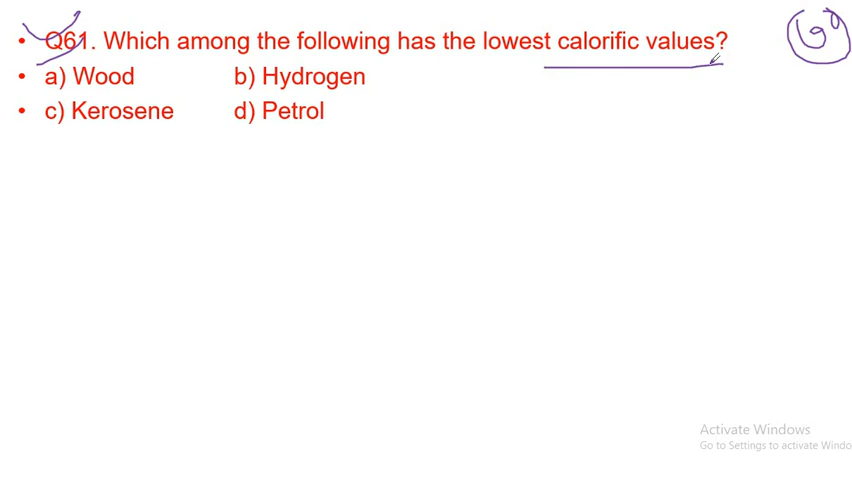 • Q61. Which among the following has the lowest calorific values?
• a) Wood b) Hydrogen
• c) Kerosene d) Petrol
Activate Windows
Go to Settings to activate Windo